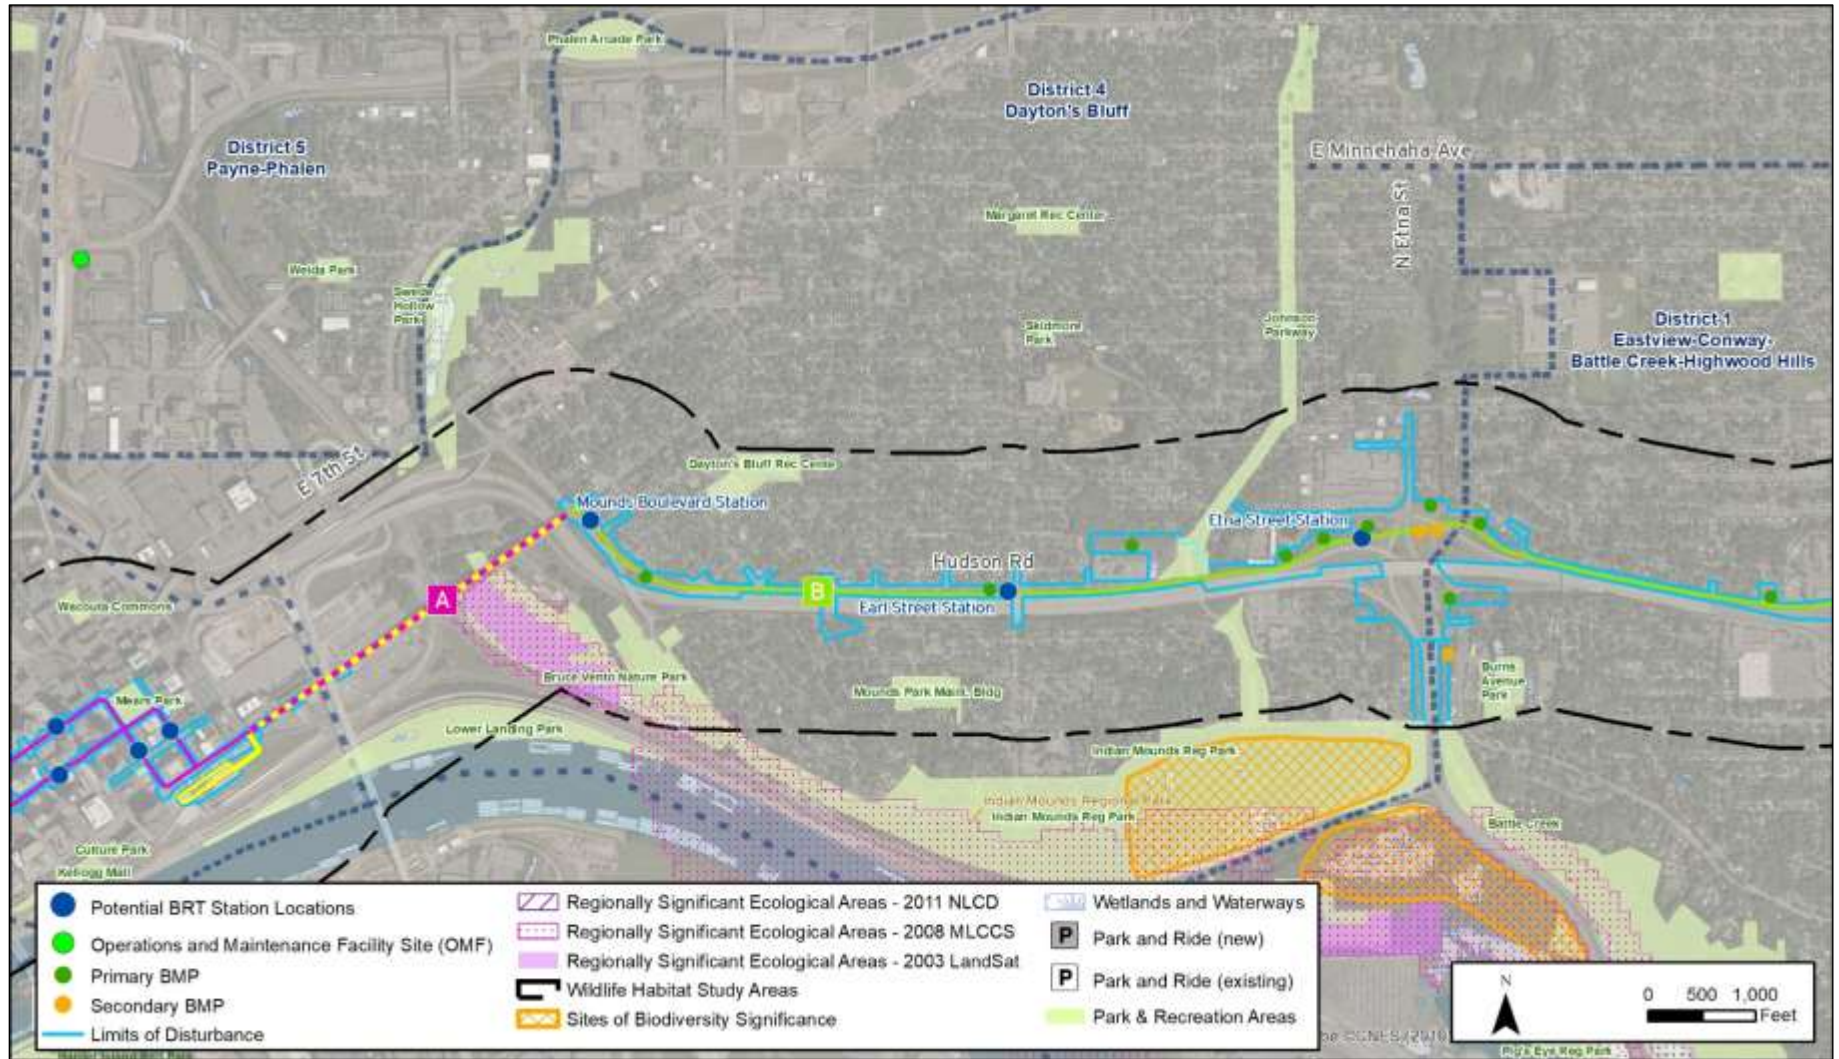 Phalen Arcade Park
District 4
Dayton's Bluff
District 5
Payne-Phalen
E Minnehaha Ave
N Etna St
Margaret Rec Center
Weida Park
Swede
Hollow
Park
Skidmore
Park
Johnson
Parkway
District 1
Eastview-Conway-
Battle Creek-Highwood Hills
E 7th St
Dayton's Bluff Rec Center
Mounds Boulevard Station
Etna Street Station
Hudson Rd
A
B
Earl Street Station
Wacouta Commons
Bruce Vento Nature Park
Mounds Park Maint. Bldg
Burns
Avenue
Park
Mears Park
Lower Landing Park
Indian Mounds Reg Park
Indian Mounds Regional Park
Indian Mounds Reg Park
Battle Creek
Culture Park
Kellogg Mall
Potential BRT Station Locations
Operations and Maintenance Facility Site (OMF)
Primary BMP
Secondary BMP
Limits of Disturbance
Regionally Significant Ecological Areas - 2011 NLCD
Regionally Significant Ecological Areas - 2008 MLCCS
Regionally Significant Ecological Areas - 2003 LandSat
Wildlife Habitat Study Areas
Sites of Biodiversity Significance
Wetlands and Waterways
P Park and Ride (new)
P Park and Ride (existing)
Park & Recreation Areas
N
0 500 1,000
Feet
Pig's Eye Reg Park